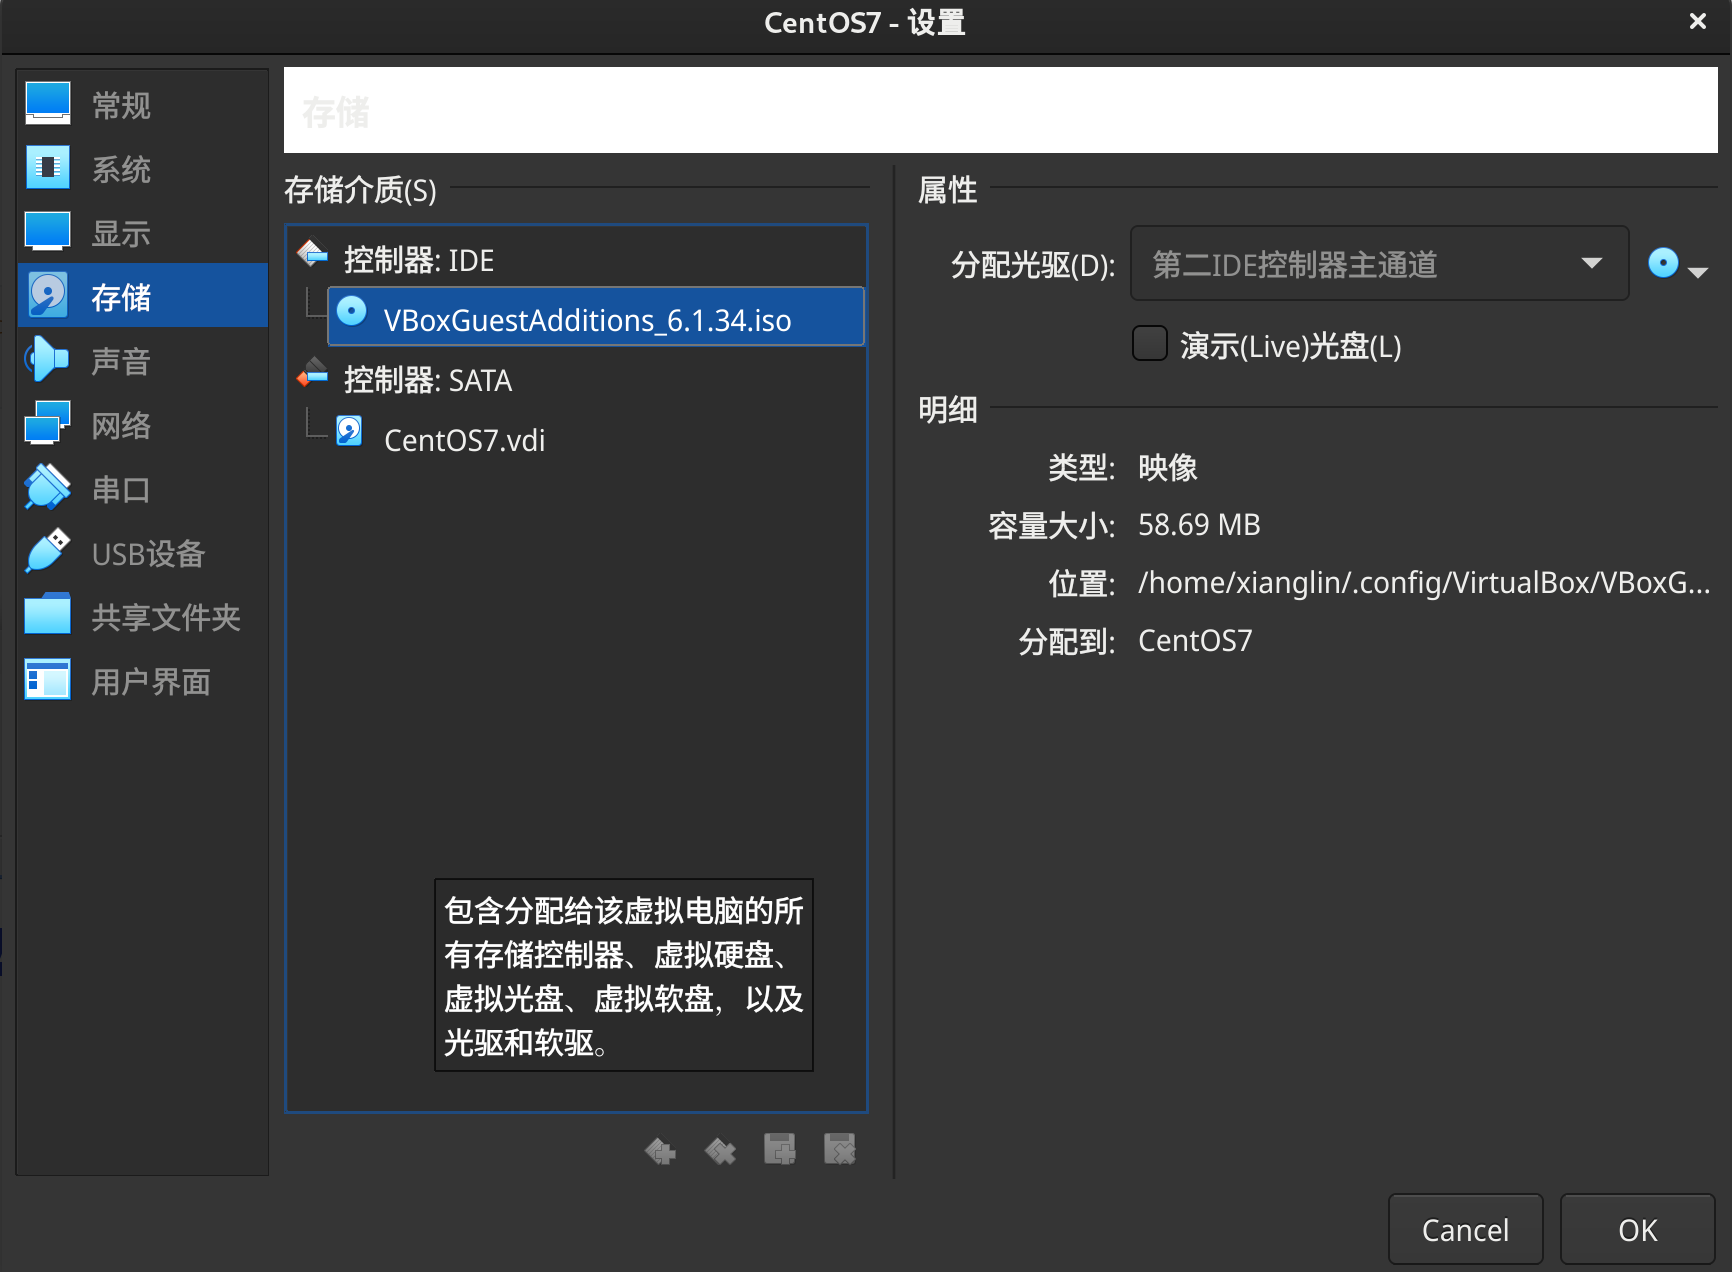 CentOS7 - 设置
常规
系统
显示
存储
声音
网络
串口
USB设备
共享文件夹
用户界面
存储
存储介质(S)
控制器: IDE
VBoxGuestAdditions_6.1.34.iso
控制器: SATA
CentOS7.vdi
包含分配给该虚拟电脑的所
有存储控制器、虚拟硬盘、
虚拟光盘、虚拟软盘，以及
光驱和软驱。
属性
分配光驱(D): 第二IDE控制器主通道
演示(Live)光盘(L)
明细
类型: 映像
容量大小: 58.69 MB
位置: /home/xianglin/.config/VirtualBox/VBoxG...
分配到: CentOS7
Cancel
OK